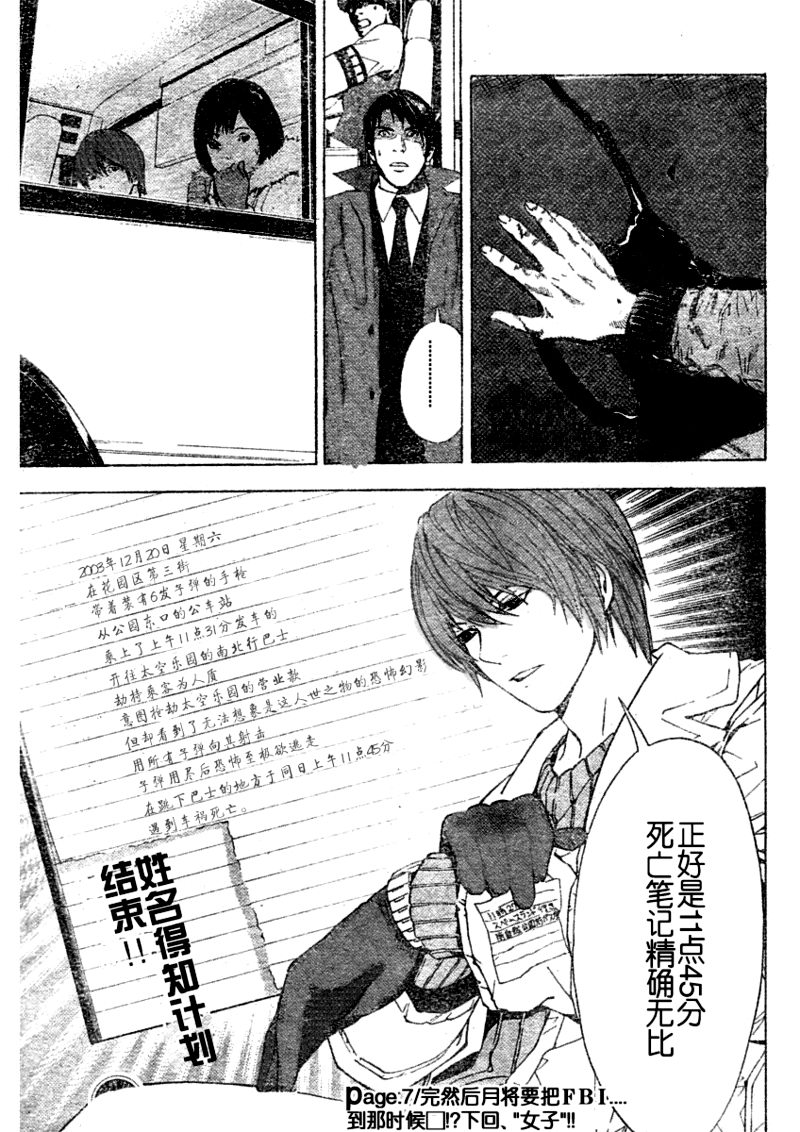 ………
2003年12月20日 星期六
在花园区第三街
带着装有6发子弹的手枪
从公园东口的公车站
乘上了上午11点31分发车的
开往太空乐园的南北行巴士
劫持乘客为人质
意图抢劫太空乐园的营业款
但却看到了无法想象是这人世之物的恐怖幻影
用所有子弹向其射击
子弹用尽后恐怖至极欲逃走
在跳下巴士的地方于同日上午11点45分
遇到车祸死亡。
正好是11点45分
死亡笔记精确无比
姓名得知计划
结束!!
page.7/完然后月将要把FBI....
到那时候□!?下回、"女子"!!